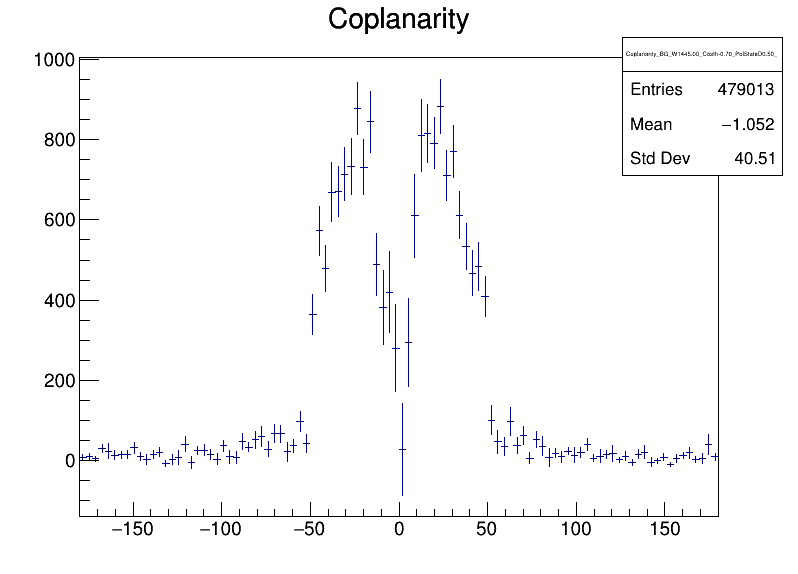 Coplanarity
Coplanarity_BG_W1445.00_Costh-0.70_PolStateD0.50_
Entries 479013
Mean −1.052
Std Dev 40.51
1000
800
600
400
200
0
−150 −100 −50 0 50 100 150